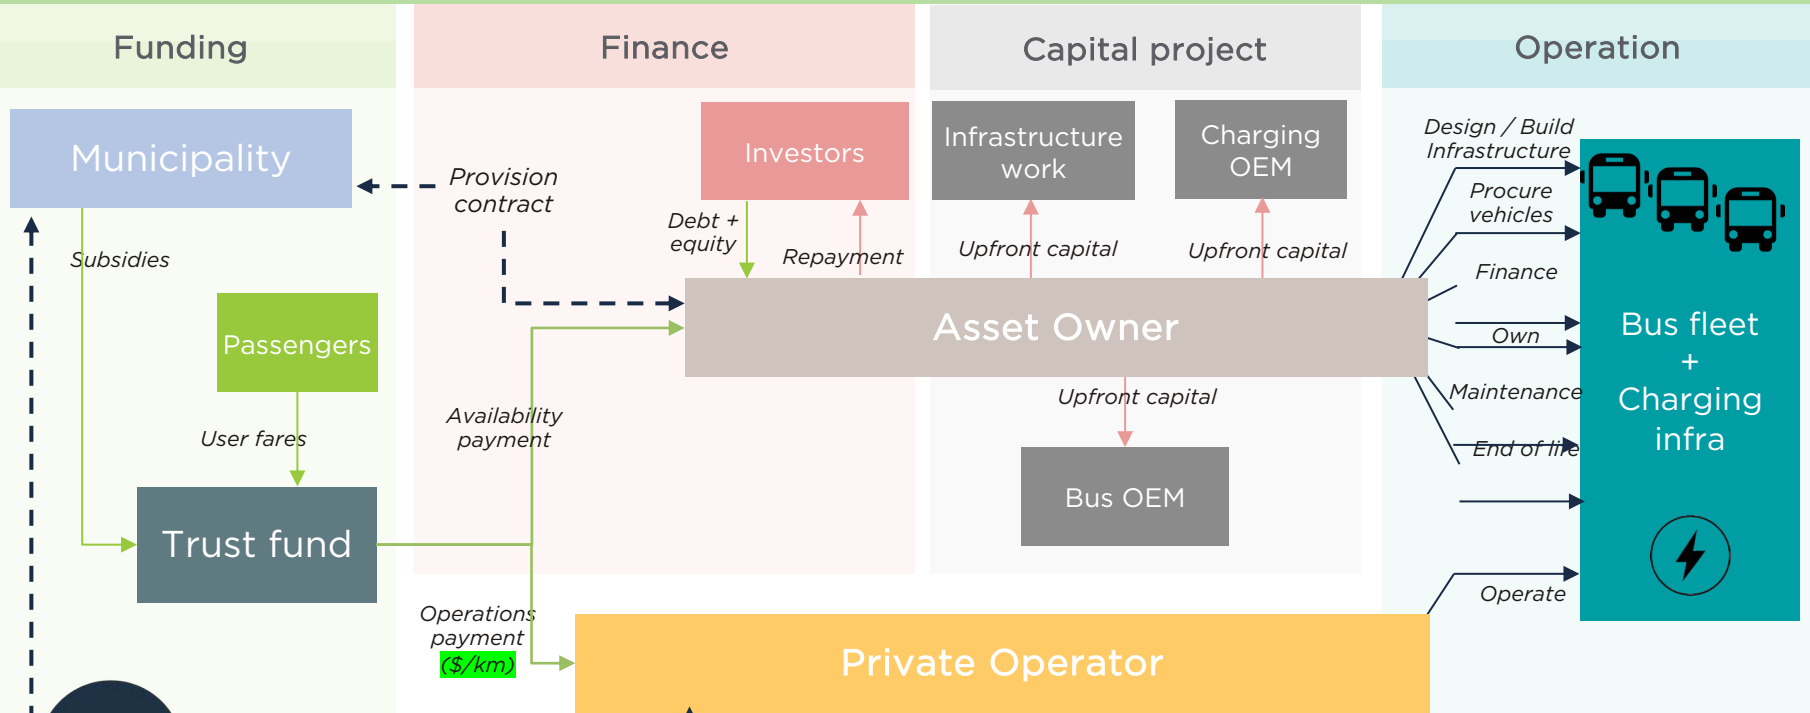 Funding
Finance
Capital project
Operation
Municipality
Subsidies
Passengers
User fares
Trust fund
Provision
contract
Investors
Debt +
equity
Repayment
Availability
payment
Operations
payment
($/km)
Infrastructure
work
Charging
OEM
Upfront capital
Upfront capital
Asset Owner
Upfront capital
Bus OEM
Private Operator
Design / Build
Infrastructure
Procure
vehicles
Finance
Own
Maintenance
End of life
Operate
Bus fleet
+
Charging
infra